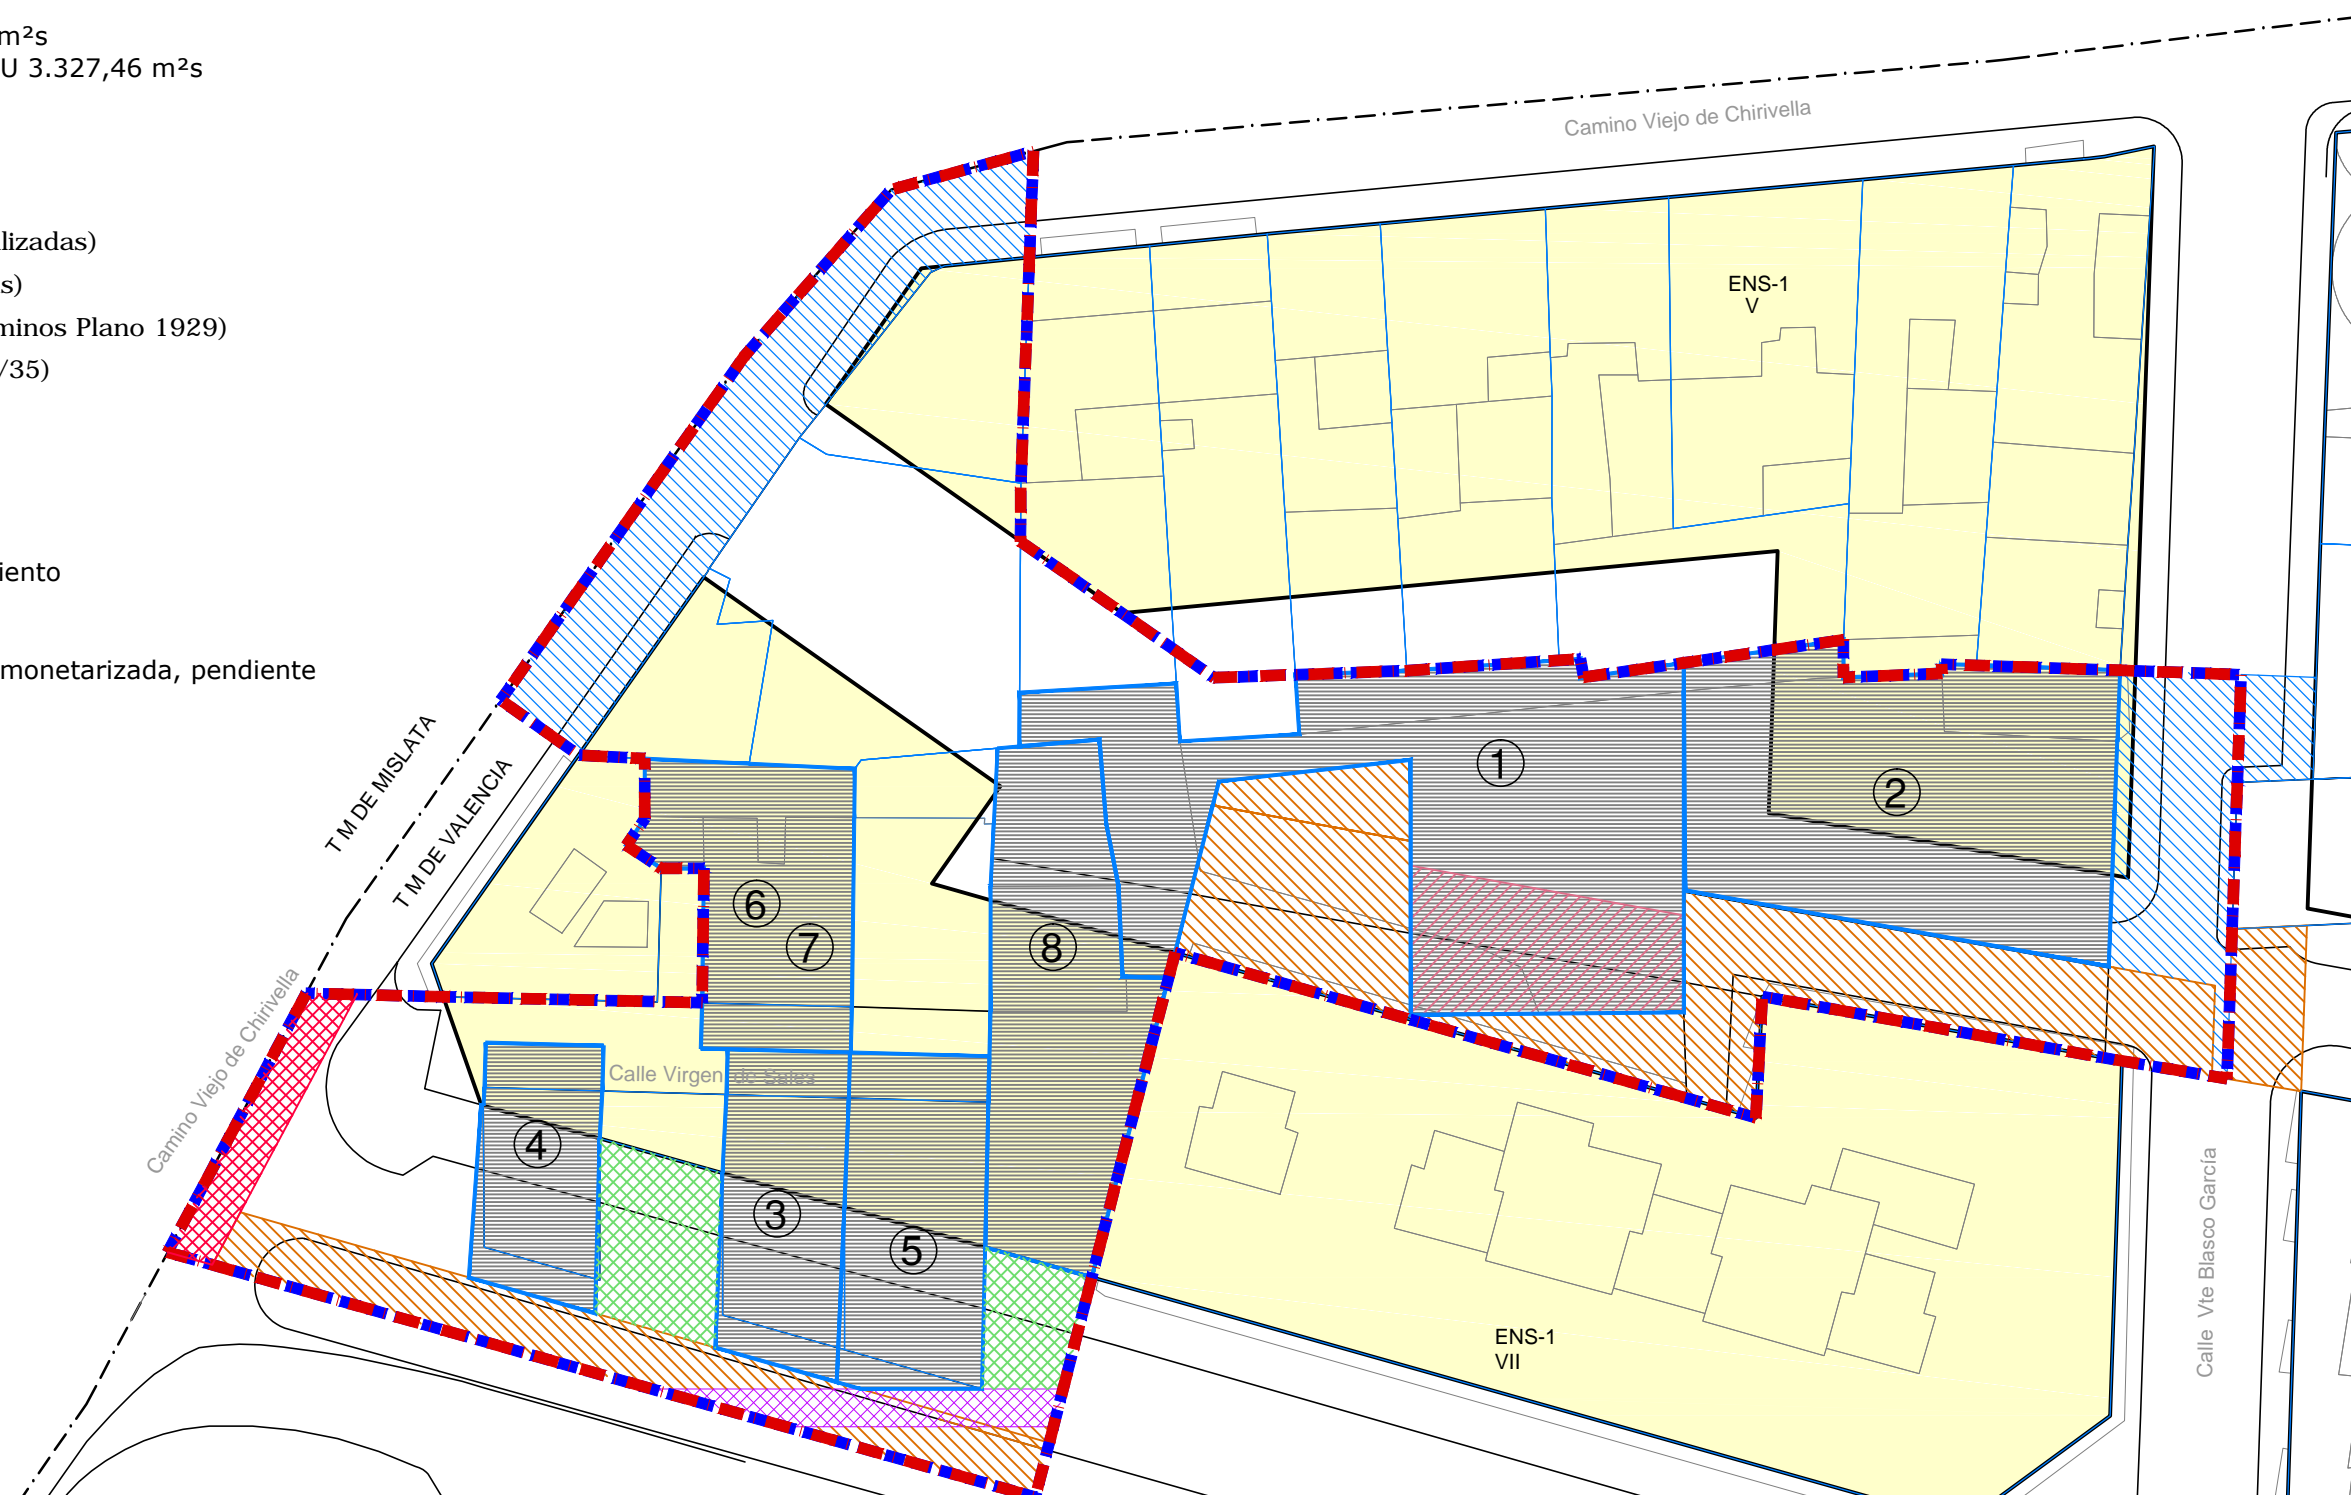 m²s
U 3.327,46 m²s
lizadas)
s)
minos Plano 1929)
/35)
iento
monetarizada, pendiente
Camino Viejo de Chirivella
ENS-1
V
T M DE MISLATA
T M DE VALENCIA
Camino Viejo de Chirivella
1
2
6
7
8
Calle Virgen de Sales
4
3
5
ENS-1
VII
Calle Vte Blasco García